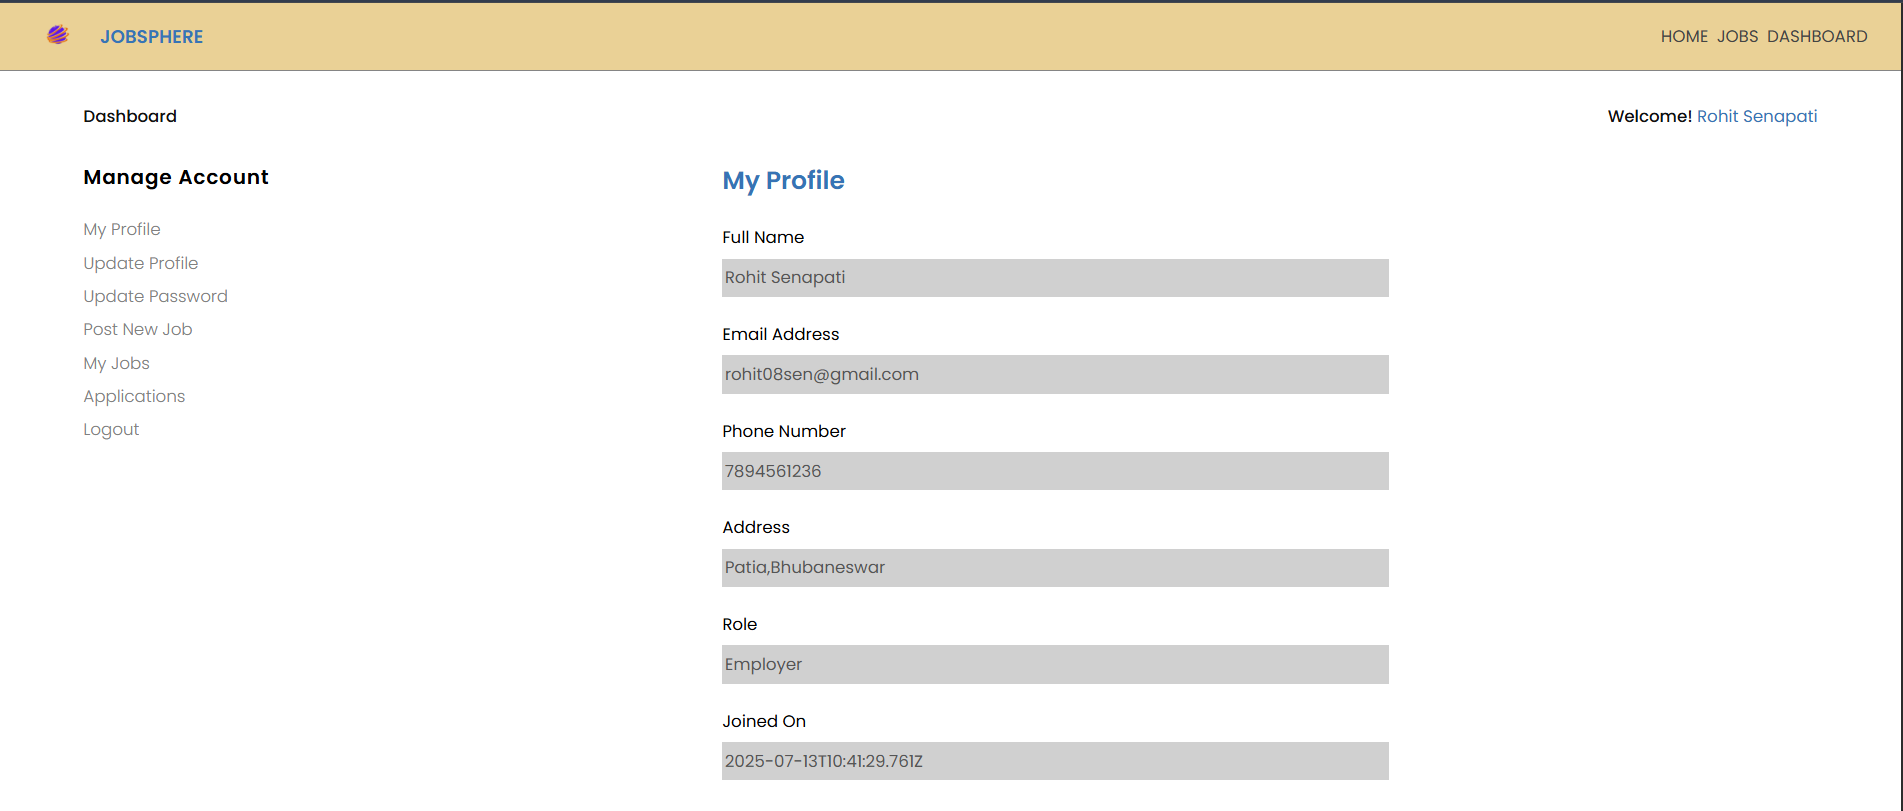 JOBSPHERE
HOME JOBS DASHBOARD
Dashboard
Welcome! Rohit Senapati
Manage Account
My Profile
Update Profile
Update Password
Post New Job
My Jobs
Applications
Logout
My Profile
Full Name
Rohit Senapati
Email Address
rohit08sen@gmail.com
Phone Number
7894561236
Address
Patia,Bhubaneswar
Role
Employer
Joined On
2025-07-13T10:41:29.761Z